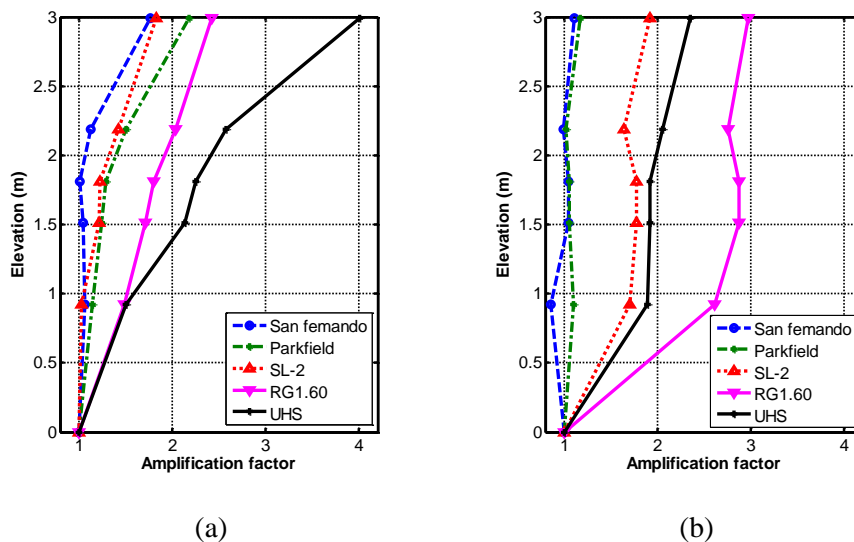 3
2.5
2
1.5
1
0.5
0
Elevation (m)
1 2 3 4
Amplification factor
San femando
Parkfield
SL-2
RG1.60
UHS
(a)
3
2.5
2
1.5
1
0.5
0
Elevation (m)
1 2 3 4
Amplification factor
San femando
Parkfield
SL-2
RG1.60
UHS
(b)